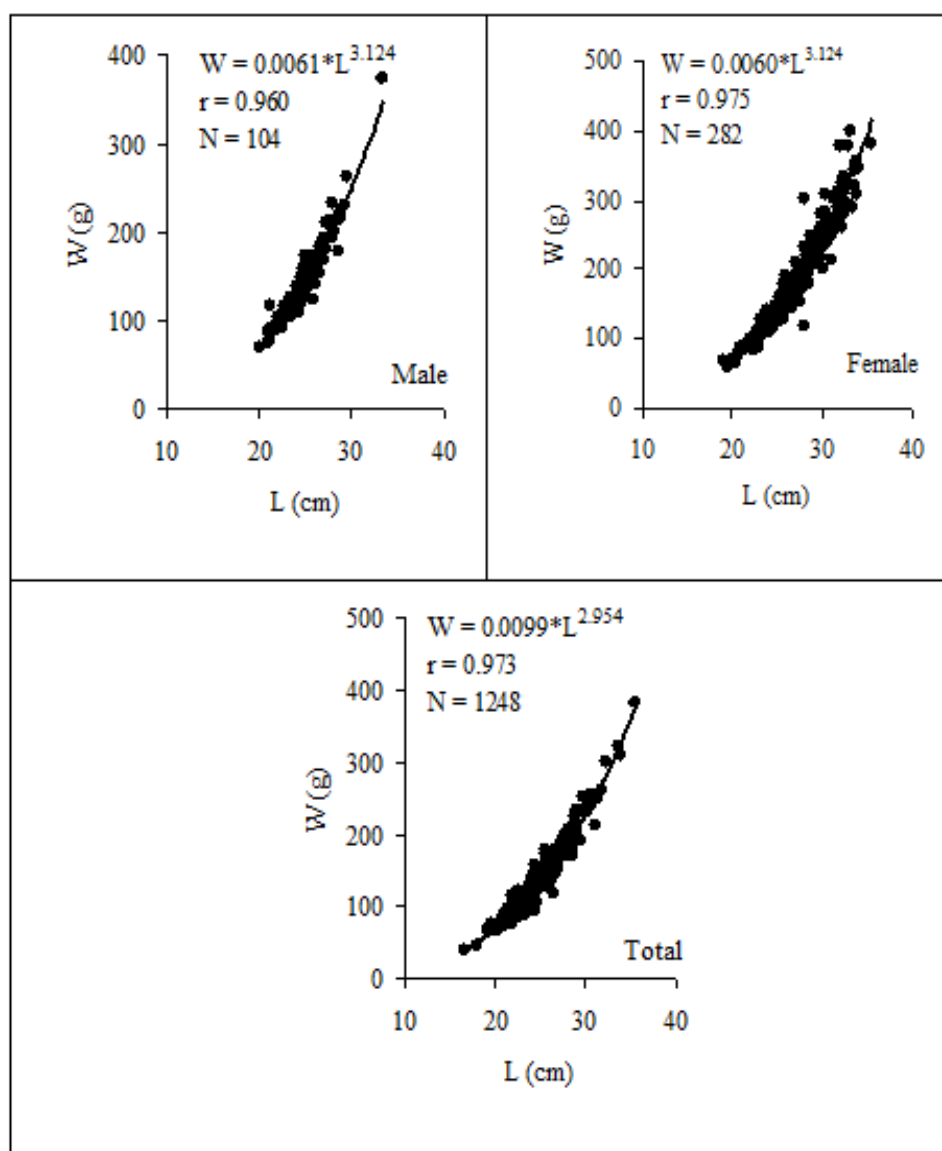 W = 0.0061*L^3.124
r = 0.960
N = 104
400
300
200
100
0
W (g)
10 20 30 40
L (cm)
Male
W = 0.0060*L^3.124
r = 0.975
N = 282
500
400
300
200
100
0
W (g)
10 20 30 40
L (cm)
Female
W = 0.0099*L^2.954
r = 0.973
N = 1248
500
400
300
200
100
0
W (g)
10 20 30 40
L (cm)
Total